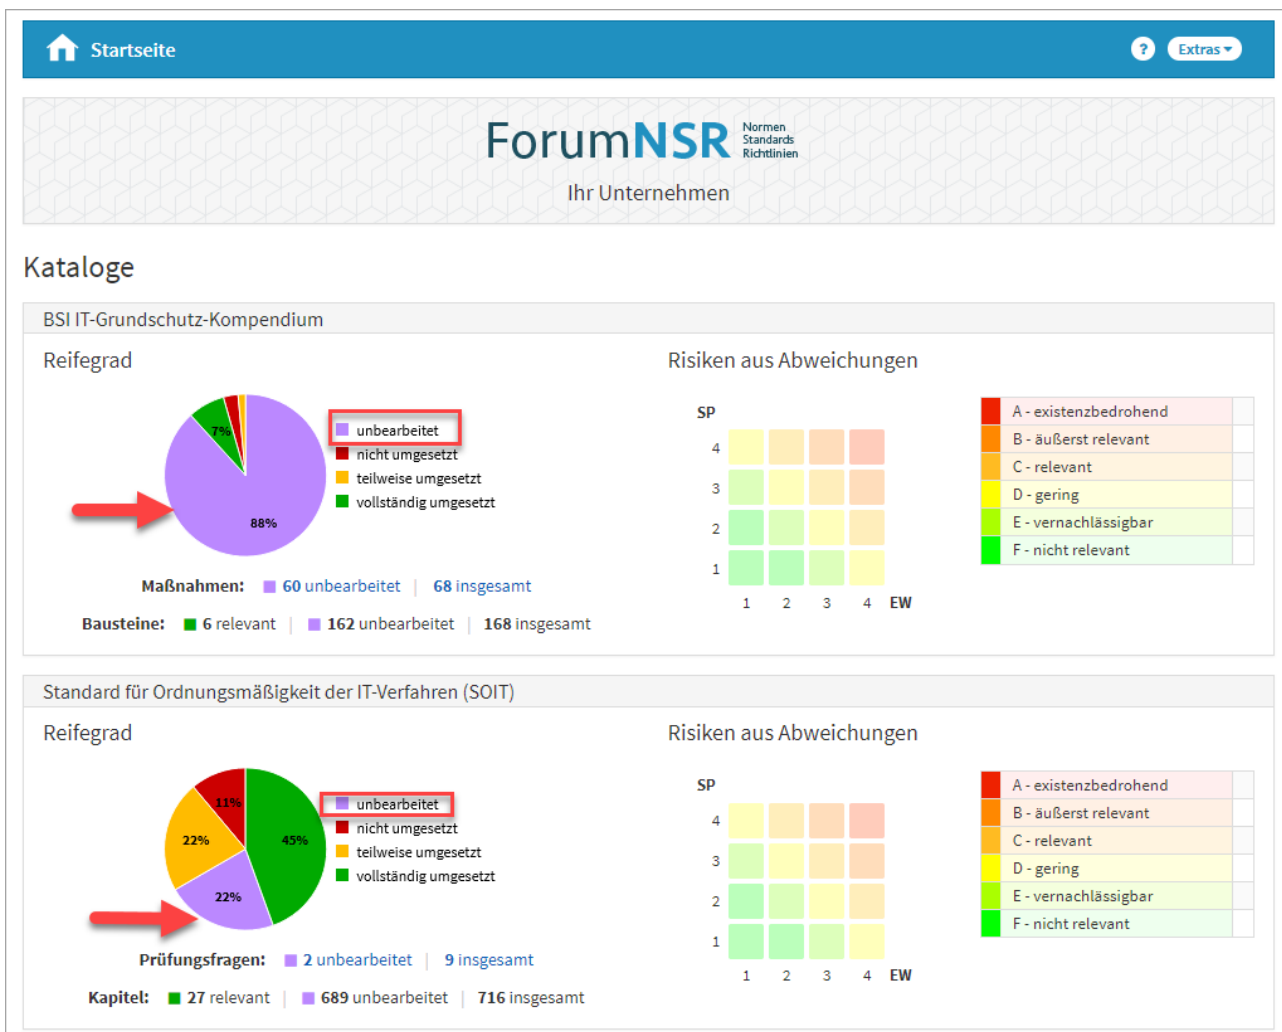 Startseite
? Extras
ForumNSR Normen Standards Richtlinien
Ihr Unternehmen
Kataloge
BSI IT-Grundschutz-Kompendium
Reifegrad
7%
88%
unbearbeitet
nicht umgesetzt
teilweise umgesetzt
vollständig umgesetzt
Maßnahmen: 60 unbearbeitet | 68 insgesamt
Bausteine: 6 relevant | 162 unbearbeitet | 168 insgesamt
Risiken aus Abweichungen
SP
4
3
2
1
1 2 3 4 EW
A - existenzbedrohend
B - äußerst relevant
C - relevant
D - gering
E - vernachlässigbar
F - nicht relevant
Standard für Ordnungsmäßigkeit der IT-Verfahren (SOIT)
Reifegrad
11%
22%
45%
22%
unbearbeitet
nicht umgesetzt
teilweise umgesetzt
vollständig umgesetzt
Prüfungsfragen: 2 unbearbeitet | 9 insgesamt
Kapitel: 27 relevant | 689 unbearbeitet | 716 insgesamt
Risiken aus Abweichungen
SP
4
3
2
1
1 2 3 4 EW
A - existenzbedrohend
B - äußerst relevant
C - relevant
D - gering
E - vernachlässigbar
F - nicht relevant